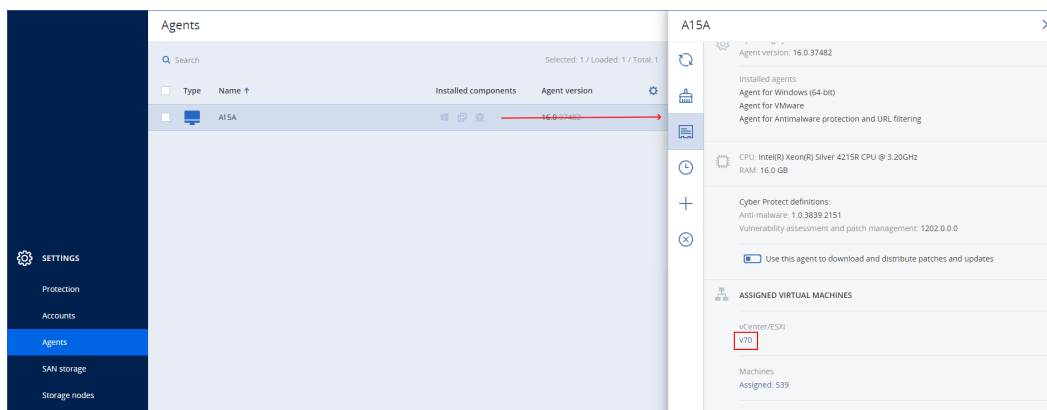 Agents
Search
Selected: 1 / Loaded: 1 / Total: 1
Type Name ↑ Installed components Agent version
A15A 16.0.37482
SETTINGS
Protection
Accounts
Agents
SAN storage
Storage nodes
A15A
Agent version: 16.0.37482
Installed agents:
Agent for Windows (64-bit)
Agent for VMware
Agent for Antimalware protection and URL filtering
CPU: Intel(R) Xeon(R) Silver 4215R CPU @ 3.20GHz
RAM: 16.0 GB
Cyber Protect definitions:
Anti-malware: 1.0.3839.2151
Vulnerability assessment and patch management: 1202.0.0.0
Use this agent to download and distribute patches and updates
ASSIGNED VIRTUAL MACHINES
vCenter/ESXi
v70
Machines
Assigned: 539